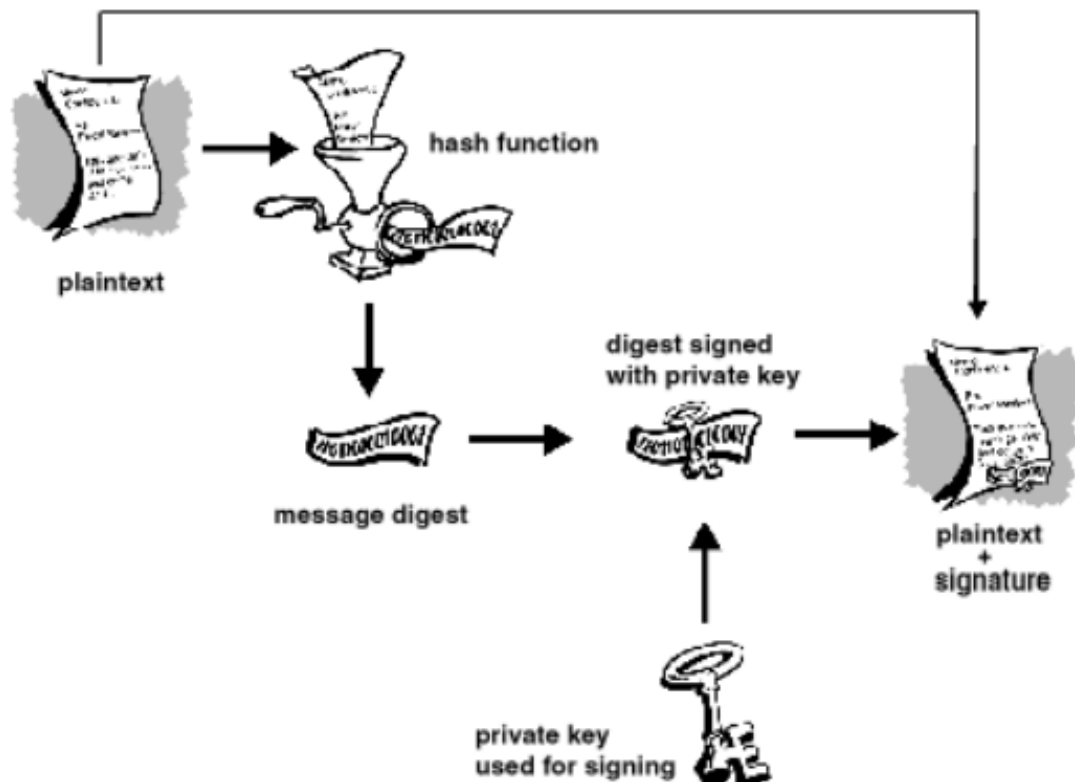 hash function
plaintext
digest signed
with private key
message digest
plaintext
+
signature
private key
used for signing